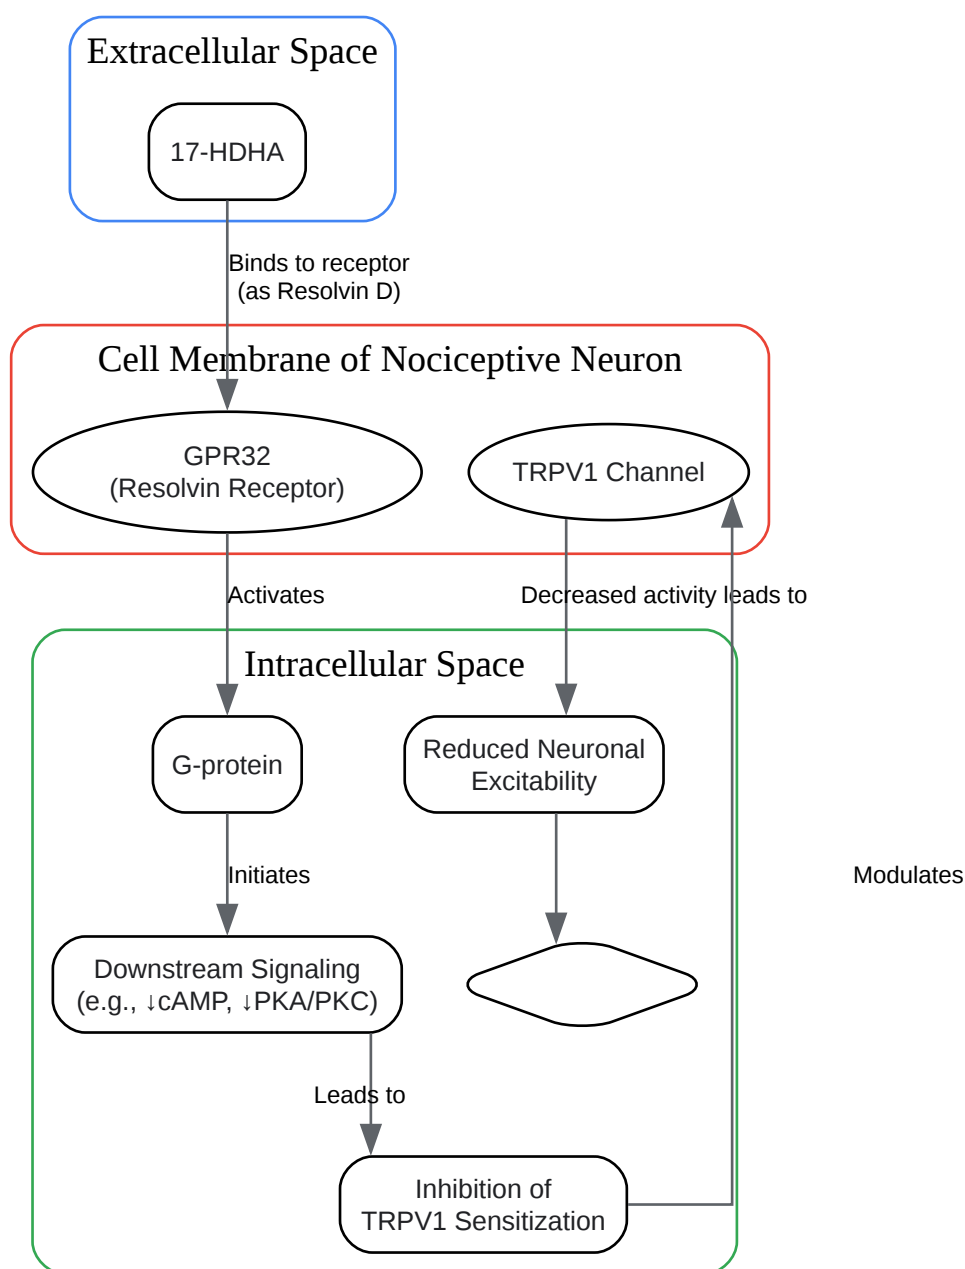 Extracellular Space
17-HDHA
Binds to receptor
(as Resolvin D)
Cell Membrane of Nociceptive Neuron
GPR32
(Resolvin Receptor)
TRPV1 Channel
Activates
Decreased activity leads to
Intracellular Space
G-protein
Reduced Neuronal
Excitability
Initiates
Modulates
Downstream Signaling
(e.g., ↓cAMP, ↓PKA/PKC)
Leads to
Inhibition of
TRPV1 Sensitization